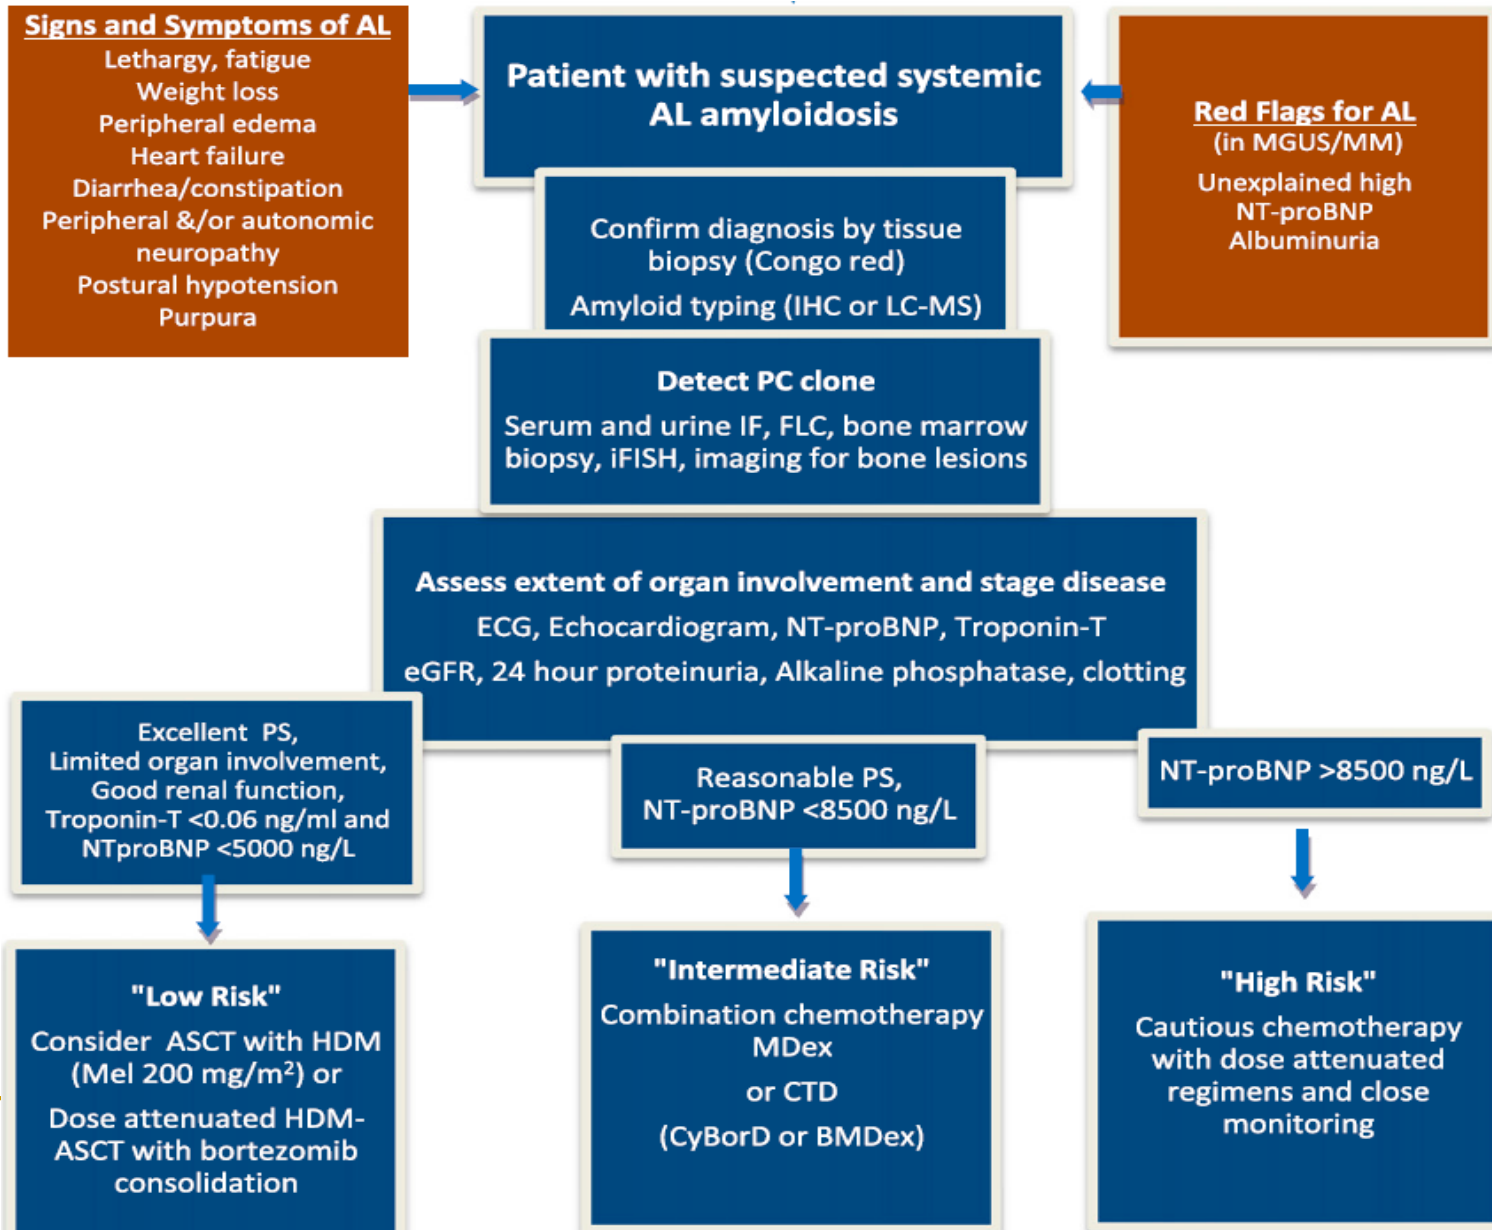 Signs and Symptoms of AL
Lethargy, fatigue
Weight loss
Peripheral edema
Heart failure
Diarrhea/constipation
Peripheral &/or autonomic
neuropathy
Postural hypotension
Purpura
Patient with suspected systemic
AL amyloidosis
Red Flags for AL
(in MGUS/MM)
Unexplained high
NT-proBNP
Albuminuria
Confirm diagnosis by tissue
biopsy (Congo red)
Amyloid typing (IHC or LC-MS)
Detect PC clone
Serum and urine IF, FLC, bone marrow
biopsy, iFISH, imaging for bone lesions
Assess extent of organ involvement and stage disease
ECG, Echocardiogram, NT-proBNP, Troponin-T
eGFR, 24 hour proteinuria, Alkaline phosphatase, clotting
Excellent PS,
Limited organ involvement,
Good renal function,
Troponin-T <0.06 ng/ml and
NTproBNP <5000 ng/L
Reasonable PS,
NT-proBNP <8500 ng/L
NT-proBNP >8500 ng/L
"Low Risk"
Consider ASCT with HDM
(Mel 200 mg/m²) or
Dose attenuated HDM-
ASCT with bortezomib
consolidation
"Intermediate Risk"
Combination chemotherapy
MDex
or CTD
(CyBorD or BMDex)
"High Risk"
Cautious chemotherapy
with dose attenuated
regimens and close
monitoring